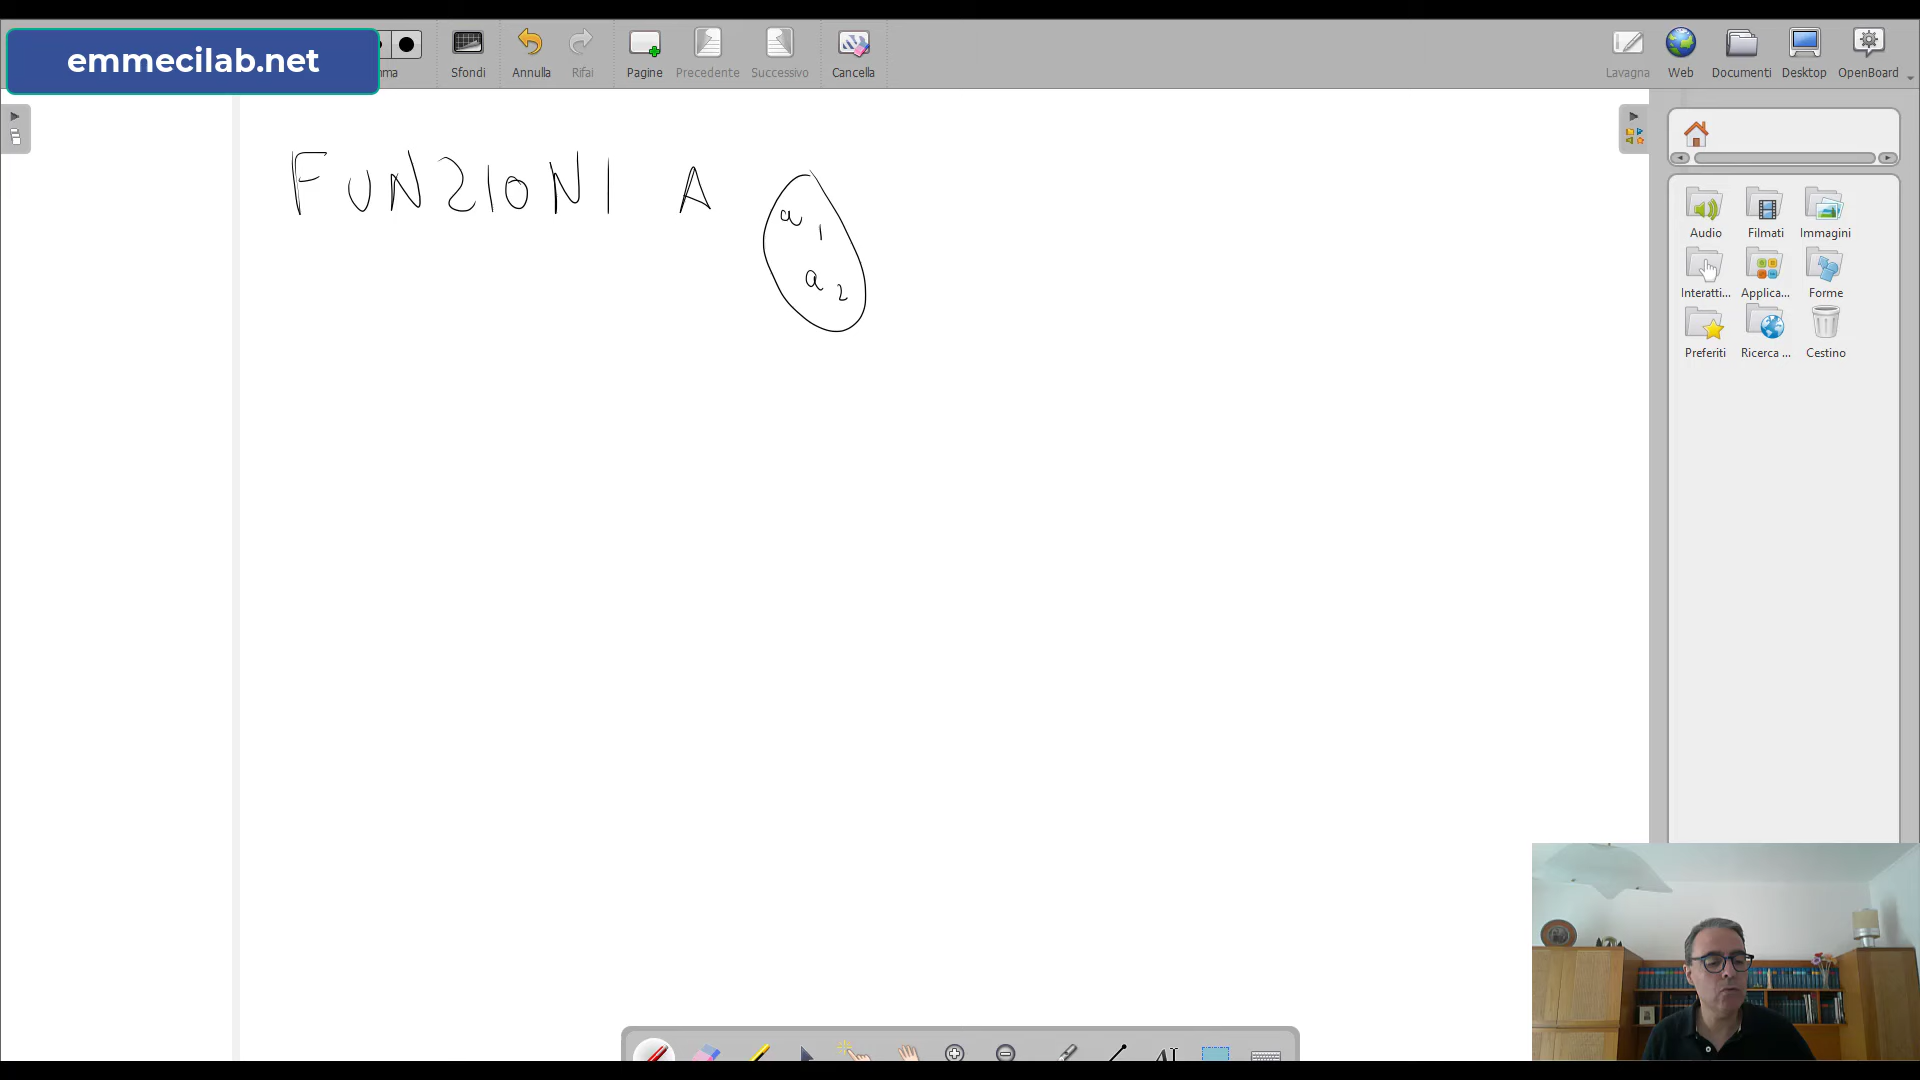 emmecilab.net
mma
Sfondi
Annulla
Rifai
Pagine
Precedente
Successivo
Cancella
Lavagna
Web
Documenti
Desktop
OpenBoard
FUNZIONI A
a1
a2
Audio
Filmati
Immagini
Interatti...
Applica...
Forme
Preferiti
Ricerca ...
Cestino